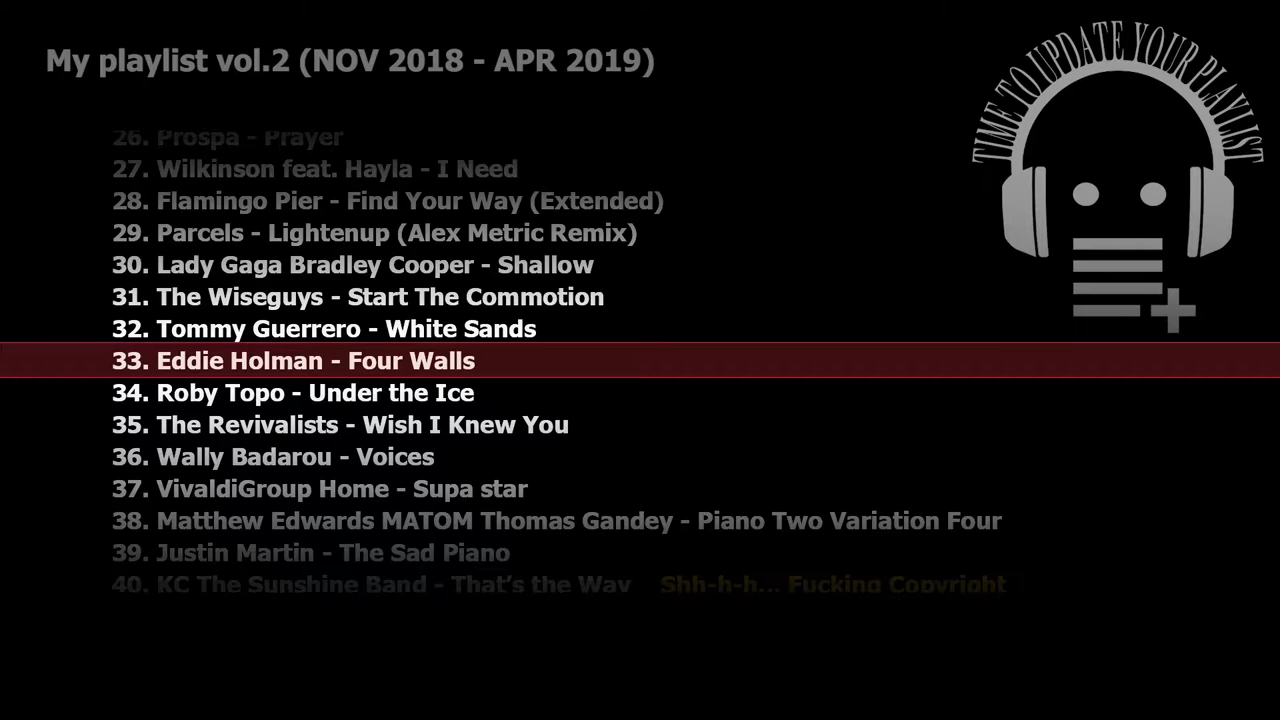 TIME TO UPDATE YOUR PLAYLIST
My playlist vol.2 (NOV 2018 - APR 2019)
26. Prospa - Prayer
27. Wilkinson feat. Hayla - I Need
28. Flamingo Pier - Find Your Way (Extended)
29. Parcels - Lightenup (Alex Metric Remix)
30. Lady Gaga Bradley Cooper - Shallow
31. The Wiseguys - Start The Commotion
32. Tommy Guerrero - White Sands
33. Eddie Holman - Four Walls
34. Roby Topo - Under the Ice
35. The Revivalists - Wish I Knew You
36. Wally Badarou - Voices
37. VivaldiGroup Home - Supa star
38. Matthew Edwards MATOM Thomas Gandey - Piano Two Variation Four
39. Justin Martin - The Sad Piano
40. KC The Sunshine Band - That's the Way Shh-h-h... Fucking Copyright